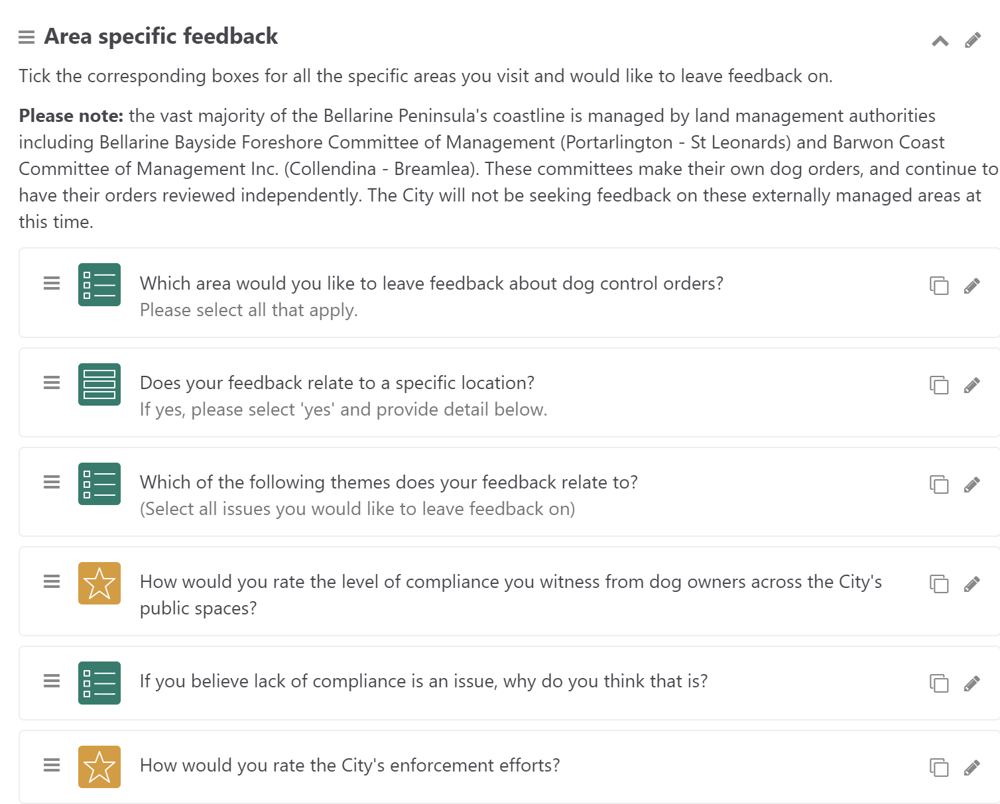 Area specific feedback
Tick the corresponding boxes for all the specific areas you visit and would like to leave feedback on.
Please note: the vast majority of the Bellarine Peninsula's coastline is managed by land management authorities
including Bellarine Bayside Foreshore Committee of Management (Portarlington - St Leonards) and Barwon Coast
Committee of Management Inc. (Collendina - Breamlea). These committees make their own dog orders, and continue to
have their orders reviewed independently. The City will not be seeking feedback on these externally managed areas at
this time.
Which area would you like to leave feedback about dog control orders?
Please select all that apply.
Does your feedback relate to a specific location?
If yes, please select 'yes' and provide detail below.
Which of the following themes does your feedback relate to?
(Select all issues you would like to leave feedback on)
How would you rate the level of compliance you witness from dog owners across the City's
public spaces?
If you believe lack of compliance is an issue, why do you think that is?
How would you rate the City's enforcement efforts?